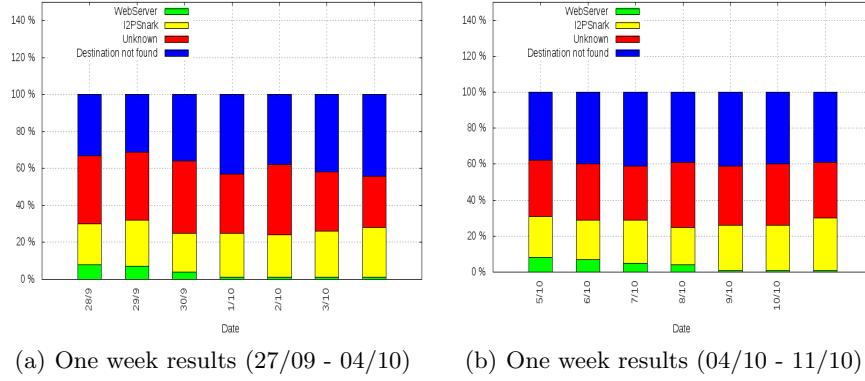 WebServer
I2PSnark
Unknown
Destination not found
140 %
120 %
100 %
80 %
60 %
40 %
20 %
0 %
28/9
29/9
30/9
1/10
2/10
3/10
Date
(a) One week results (27/09 - 04/10)
WebServer
I2PSnark
Unknown
Destination not found
140 %
120 %
100 %
80 %
60 %
40 %
20 %
0 %
5/10
6/10
7/10
8/10
9/10
10/10
Date
(b) One week results (04/10 - 11/10)